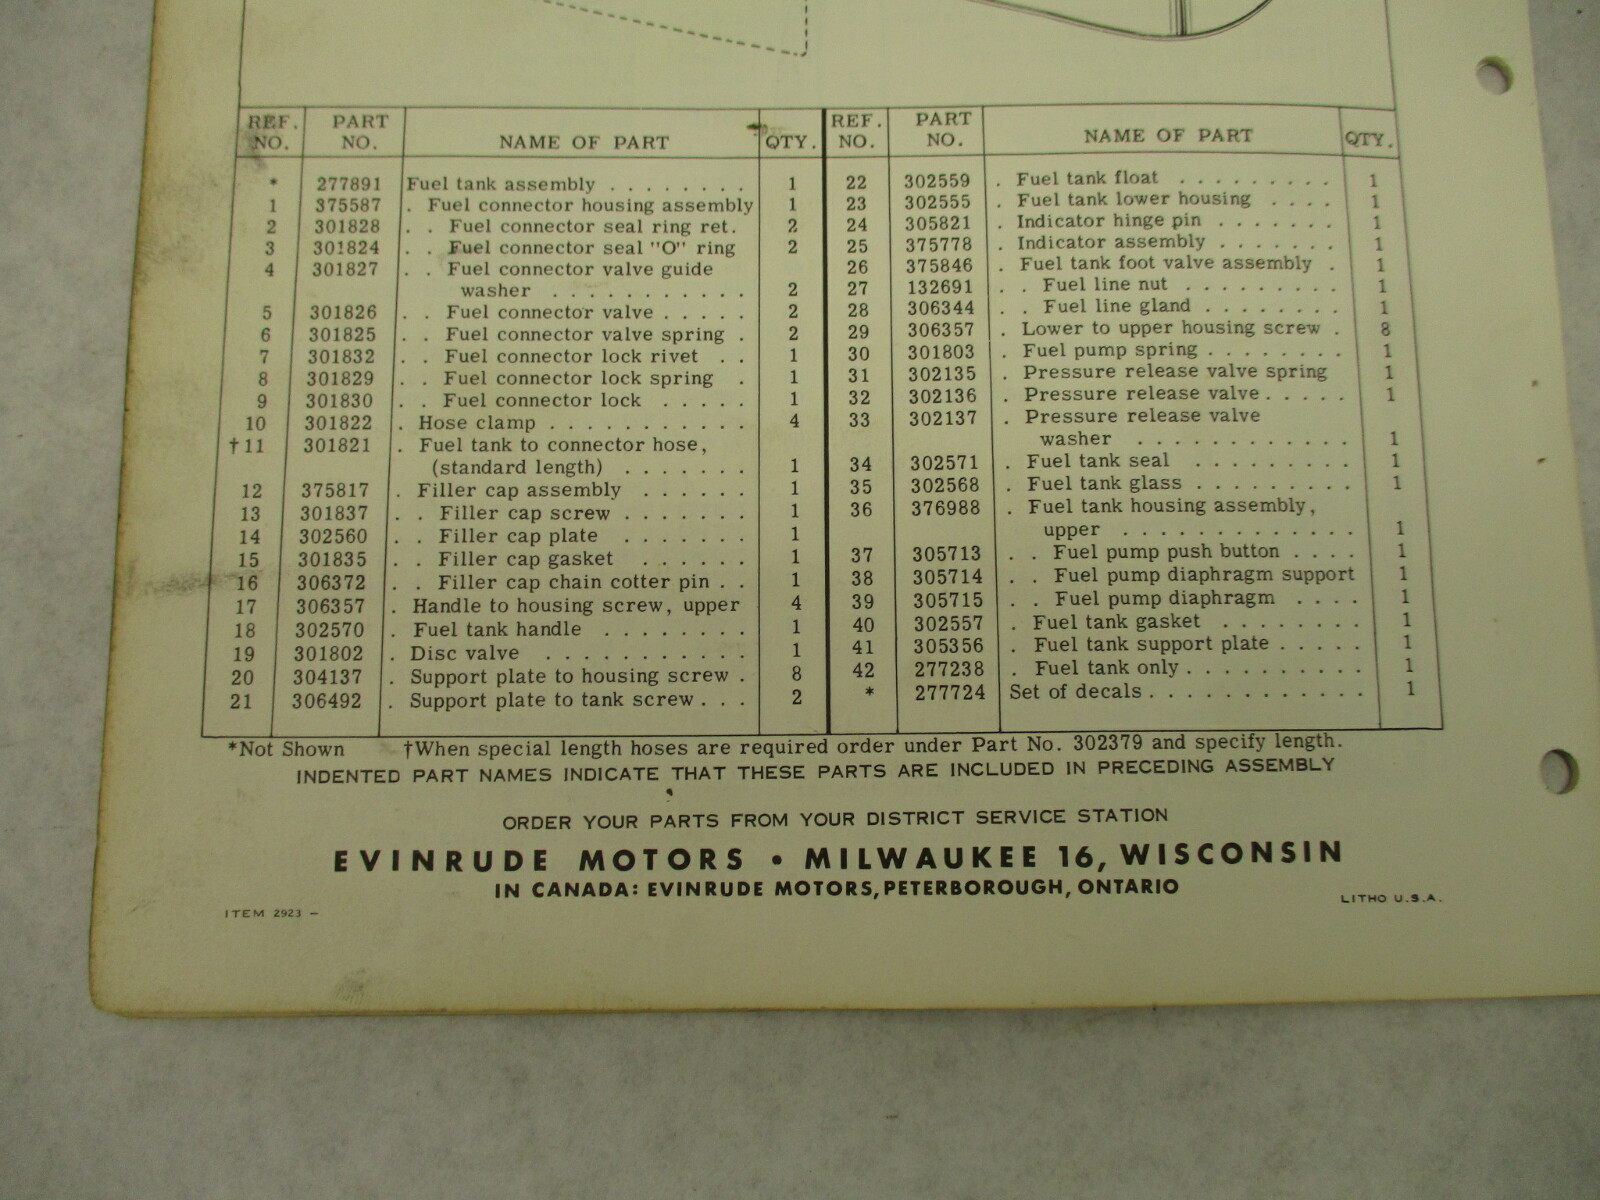 REF. NO. PART NO. NAME OF PART QTY.
* 277891 Fuel tank assembly . . . . . . . . 1
1 375587 . Fuel connector housing assembly 1
2 301828 . . Fuel connector seal ring ret. 2
3 301824 . . Fuel connector seal "O" ring 2
4 301827 . . Fuel connector valve guide
washer . . . . . . . . . . . 2
5 301826 . . Fuel connector valve . . . . . 2
6 301825 . . Fuel connector valve spring . 2
7 301832 . . Fuel connector lock rivet . . 1
8 301829 . . Fuel connector lock spring . 1
9 301830 . . Fuel connector lock . . . . . 1
10 301822 . Hose clamp . . . . . . . . . . . 4
†11 301821 . Fuel tank to connector hose,
(standard length) . . . . . . . 1
12 375817 . Filler cap assembly . . . . . . 1
13 301837 . . Filler cap screw . . . . . . . 1
14 302560 . . Filler cap plate . . . . . . . 1
15 301835 . . Filler cap gasket . . . . . . 1
16 306372 . . Filler cap chain cotter pin . . 1
17 306357 . Handle to housing screw, upper 4
18 302570 . Fuel tank handle . . . . . . . . 1
19 301802 . Disc valve . . . . . . . . . . . 1
20 304137 . Support plate to housing screw . 8
21 306492 . Support plate to tank screw . . . 2
REF. NO. PART NO. NAME OF PART QTY.
22 302559 . Fuel tank float . . . . . . . . . 1
23 302555 . Fuel tank lower housing . . . . 1
24 305821 . Indicator hinge pin . . . . . . . 1
25 375778 . Indicator assembly . . . . . . . 1
26 375846 . Fuel tank foot valve assembly . 1
27 132691 . . Fuel line nut . . . . . . . . . 1
28 306344 . . Fuel line gland . . . . . . . . 1
29 306357 . Lower to upper housing screw . 8
30 301803 . Fuel pump spring . . . . . . . . 1
31 302135 . Pressure release valve spring 1
32 302136 . Pressure release valve . . . . . 1
33 302137 . Pressure release valve
washer . . . . . . . . . . . . 1
34 302571 . Fuel tank seal . . . . . . . . . 1
35 302568 . Fuel tank glass . . . . . . . . . 1
36 376988 . Fuel tank housing assembly,
upper . . . . . . . . . . . . . 1
37 305713 . . Fuel pump push button . . . . 1
38 305714 . . Fuel pump diaphragm support 1
39 305715 . . Fuel pump diaphragm . . . . 1
40 302557 . Fuel tank gasket . . . . . . . . 1
41 305356 . Fuel tank support plate . . . . . 1
42 277238 . Fuel tank only . . . . . . . . . . 1
* 277724 Set of decals . . . . . . . . . . . . 1
*Not Shown †When special length hoses are required order under Part No. 302379 and specify length.
INDENTED PART NAMES INDICATE THAT THESE PARTS ARE INCLUDED IN PRECEDING ASSEMBLY
ORDER YOUR PARTS FROM YOUR DISTRICT SERVICE STATION
EVINRUDE MOTORS • MILWAUKEE 16, WISCONSIN
IN CANADA: EVINRUDE MOTORS, PETERBOROUGH, ONTARIO
ITEM 2923 –
LITHO U.S.A.